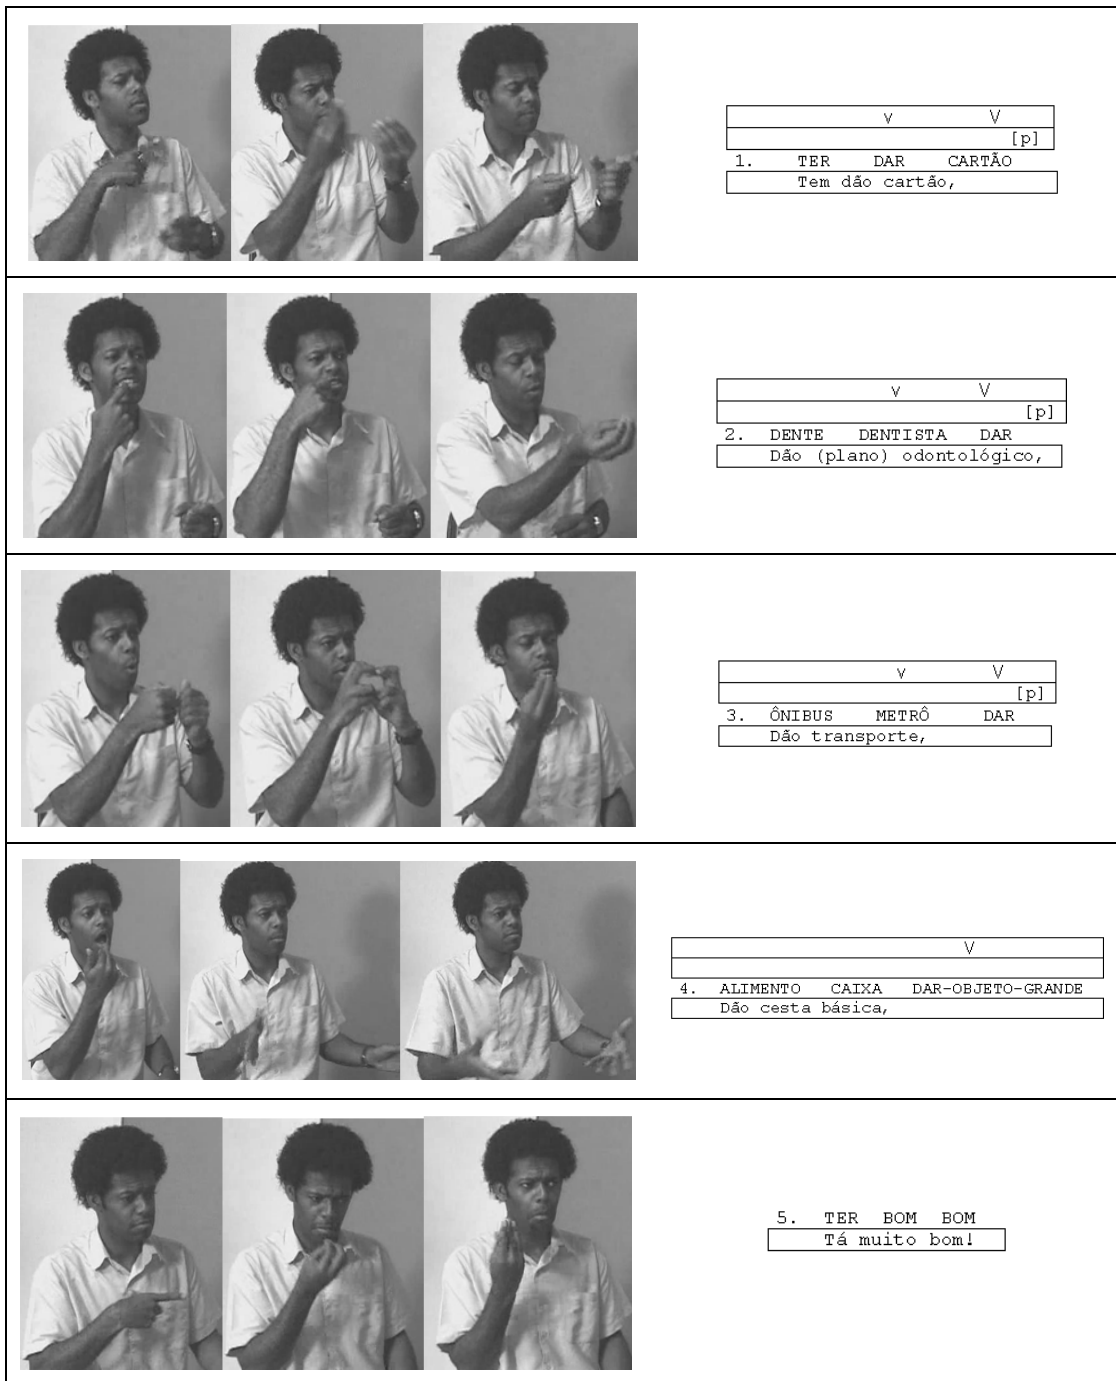 v V
[p]
1. TER DAR CARTÃO
Tem dão cartão,
v V
[p]
2. DENTE DENTISTA DAR
Dão (plano) odontológico,
v V
[p]
3. ÔNIBUS METRÔ DAR
Dão transporte,
V
4. ALIMENTO CAIXA DAR-OBJETO-GRANDE
Dão cesta básica,
5. TER BOM BOM
Tá muito bom!